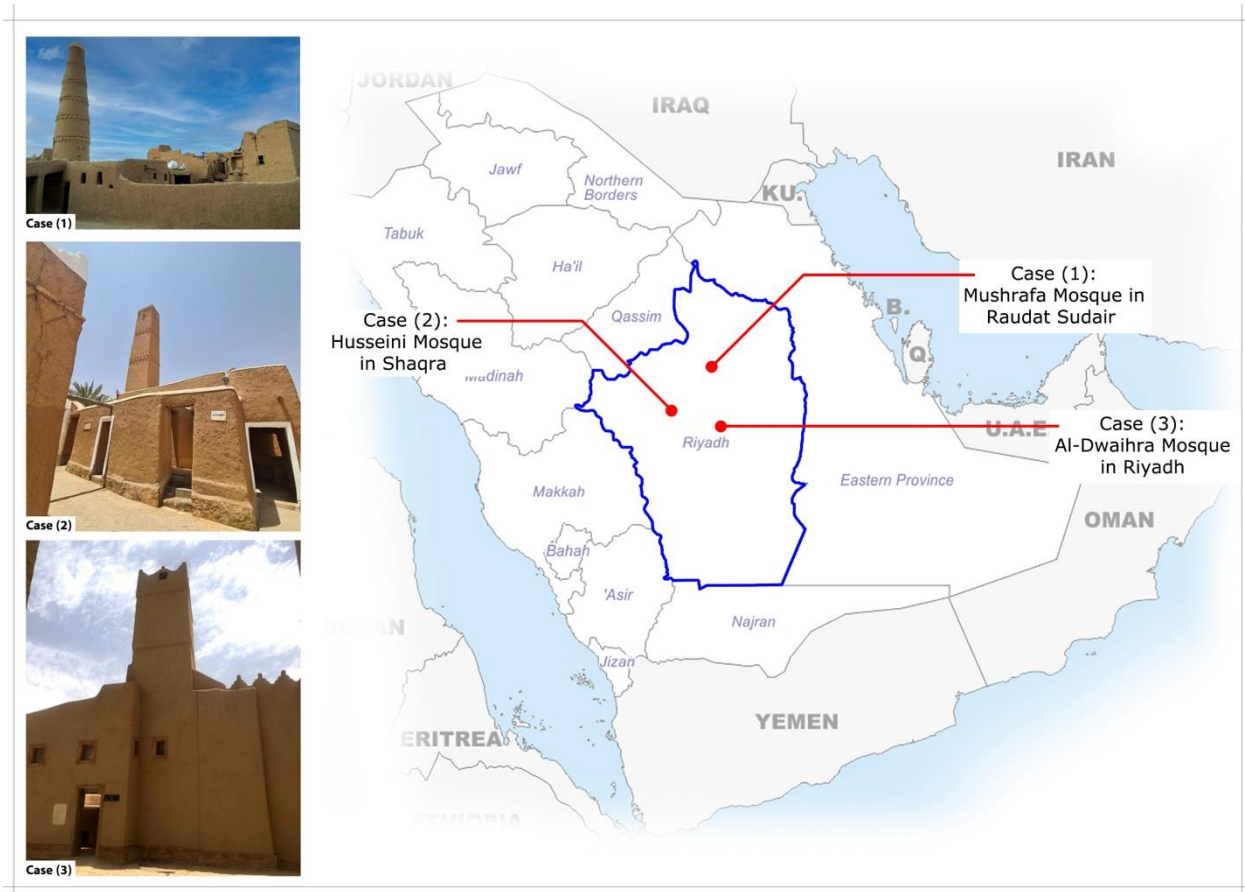 Case (1)
Case (2)
Case (3)
JORDAN
IRAQ
IRAN
KU.
Jawf
Northern
Borders
Tabuk
Ha'il
Qassim
B.
Q.
Case (1):
Mushrafa Mosque in
Raudat Sudair
Case (2):
Husseini Mosque
in Shaqra
Madinah
Case (3):
Al-Dwaihra Mosque
in Riyadh
U.A.E
Riyadh
Eastern Province
Makkah
OMAN
Bahah
'Asir
Najran
SUDAN
Jizan
YEMEN
ERITREA
ETHIOPIA